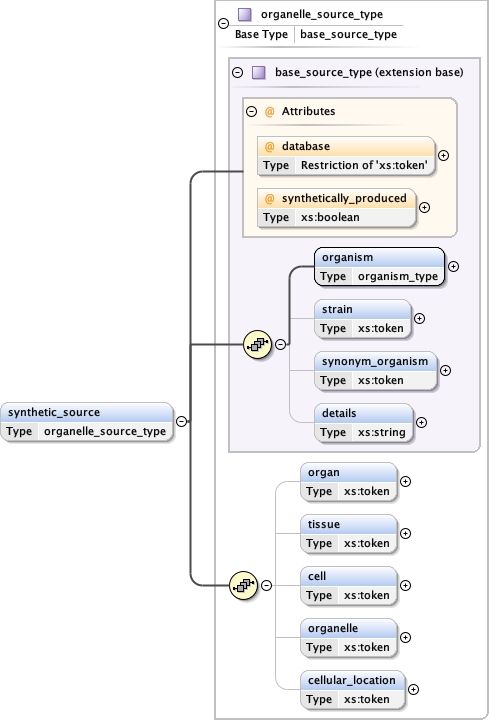 organelle_source_type
Base Type base_source_type
base_source_type (extension base)
@ Attributes
@ database
Type Restriction of 'xs:token'
@ synthetically_produced
Type xs:boolean
organism
Type organism_type
strain
Type xs:token
synonym_organism
Type xs:token
details
Type xs:string
synthetic_source
Type organelle_source_type
organ
Type xs:token
tissue
Type xs:token
cell
Type xs:token
organelle
Type xs:token
cellular_location
Type xs:token